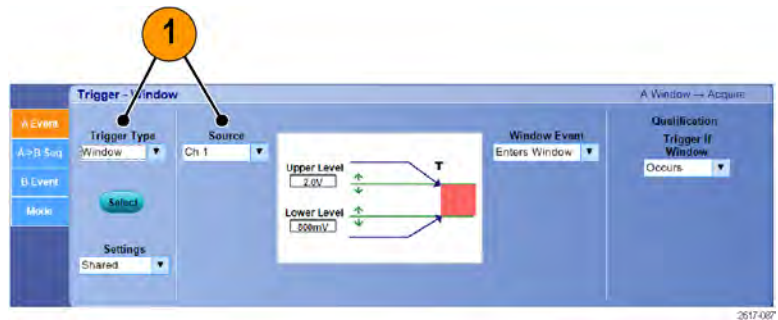 1
Trigger - Window
A Window → Acquire
A Event
A->B Seq
B Event
Mode
Trigger Type
Window
Select
Settings
Shared
Source
Ch 1
Upper Level
2.0V
Lower Level
800mV
T
Window Event
Enters Window
Qualification
Trigger If
Window
Occurs
2617-087